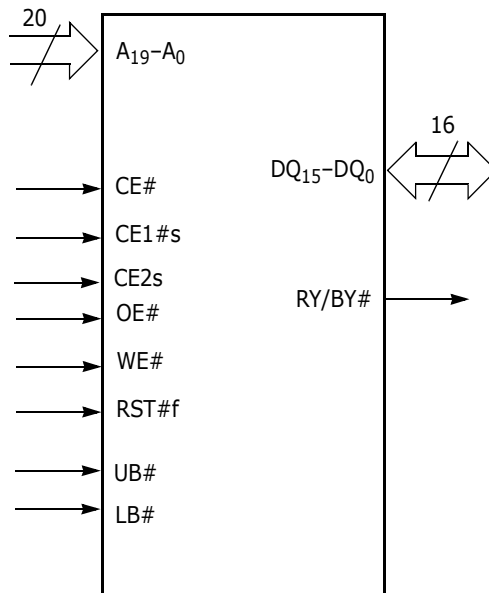 20
A19–A0
16
DQ15–DQ0
CE#
CE1#s
CE2s
RY/BY#
OE#
WE#
RST#f
UB#
LB#